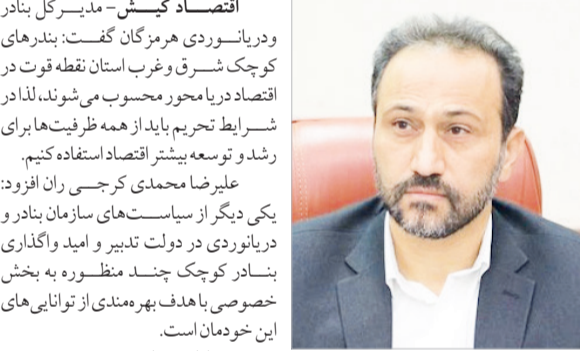 اقتصاد کیش- مدیرکل بنادر
ودریانوردی هرمزگان گفت: بندرهای
کوچک شرق وغرب استان نقطه قوت در
اقتصاد دریا محور محسوب می‌شوند، لذا در
شرایط تحریم باید از همه ظرفیت‌ها برای
رشد و توسعه بیشتر اقتصاد استفاده کنیم.
علیرضا محمدی کرجی ران افزود:
یکی دیگر از سیاست‌های سازمان بنادر و
دریانوردی در دولت تدبیر و امید واگذاری
بنادر کوچک چند منظوره به بخش
خصوصی با هدف بهره‌مندی از توانایی‌های
این خودمان است.